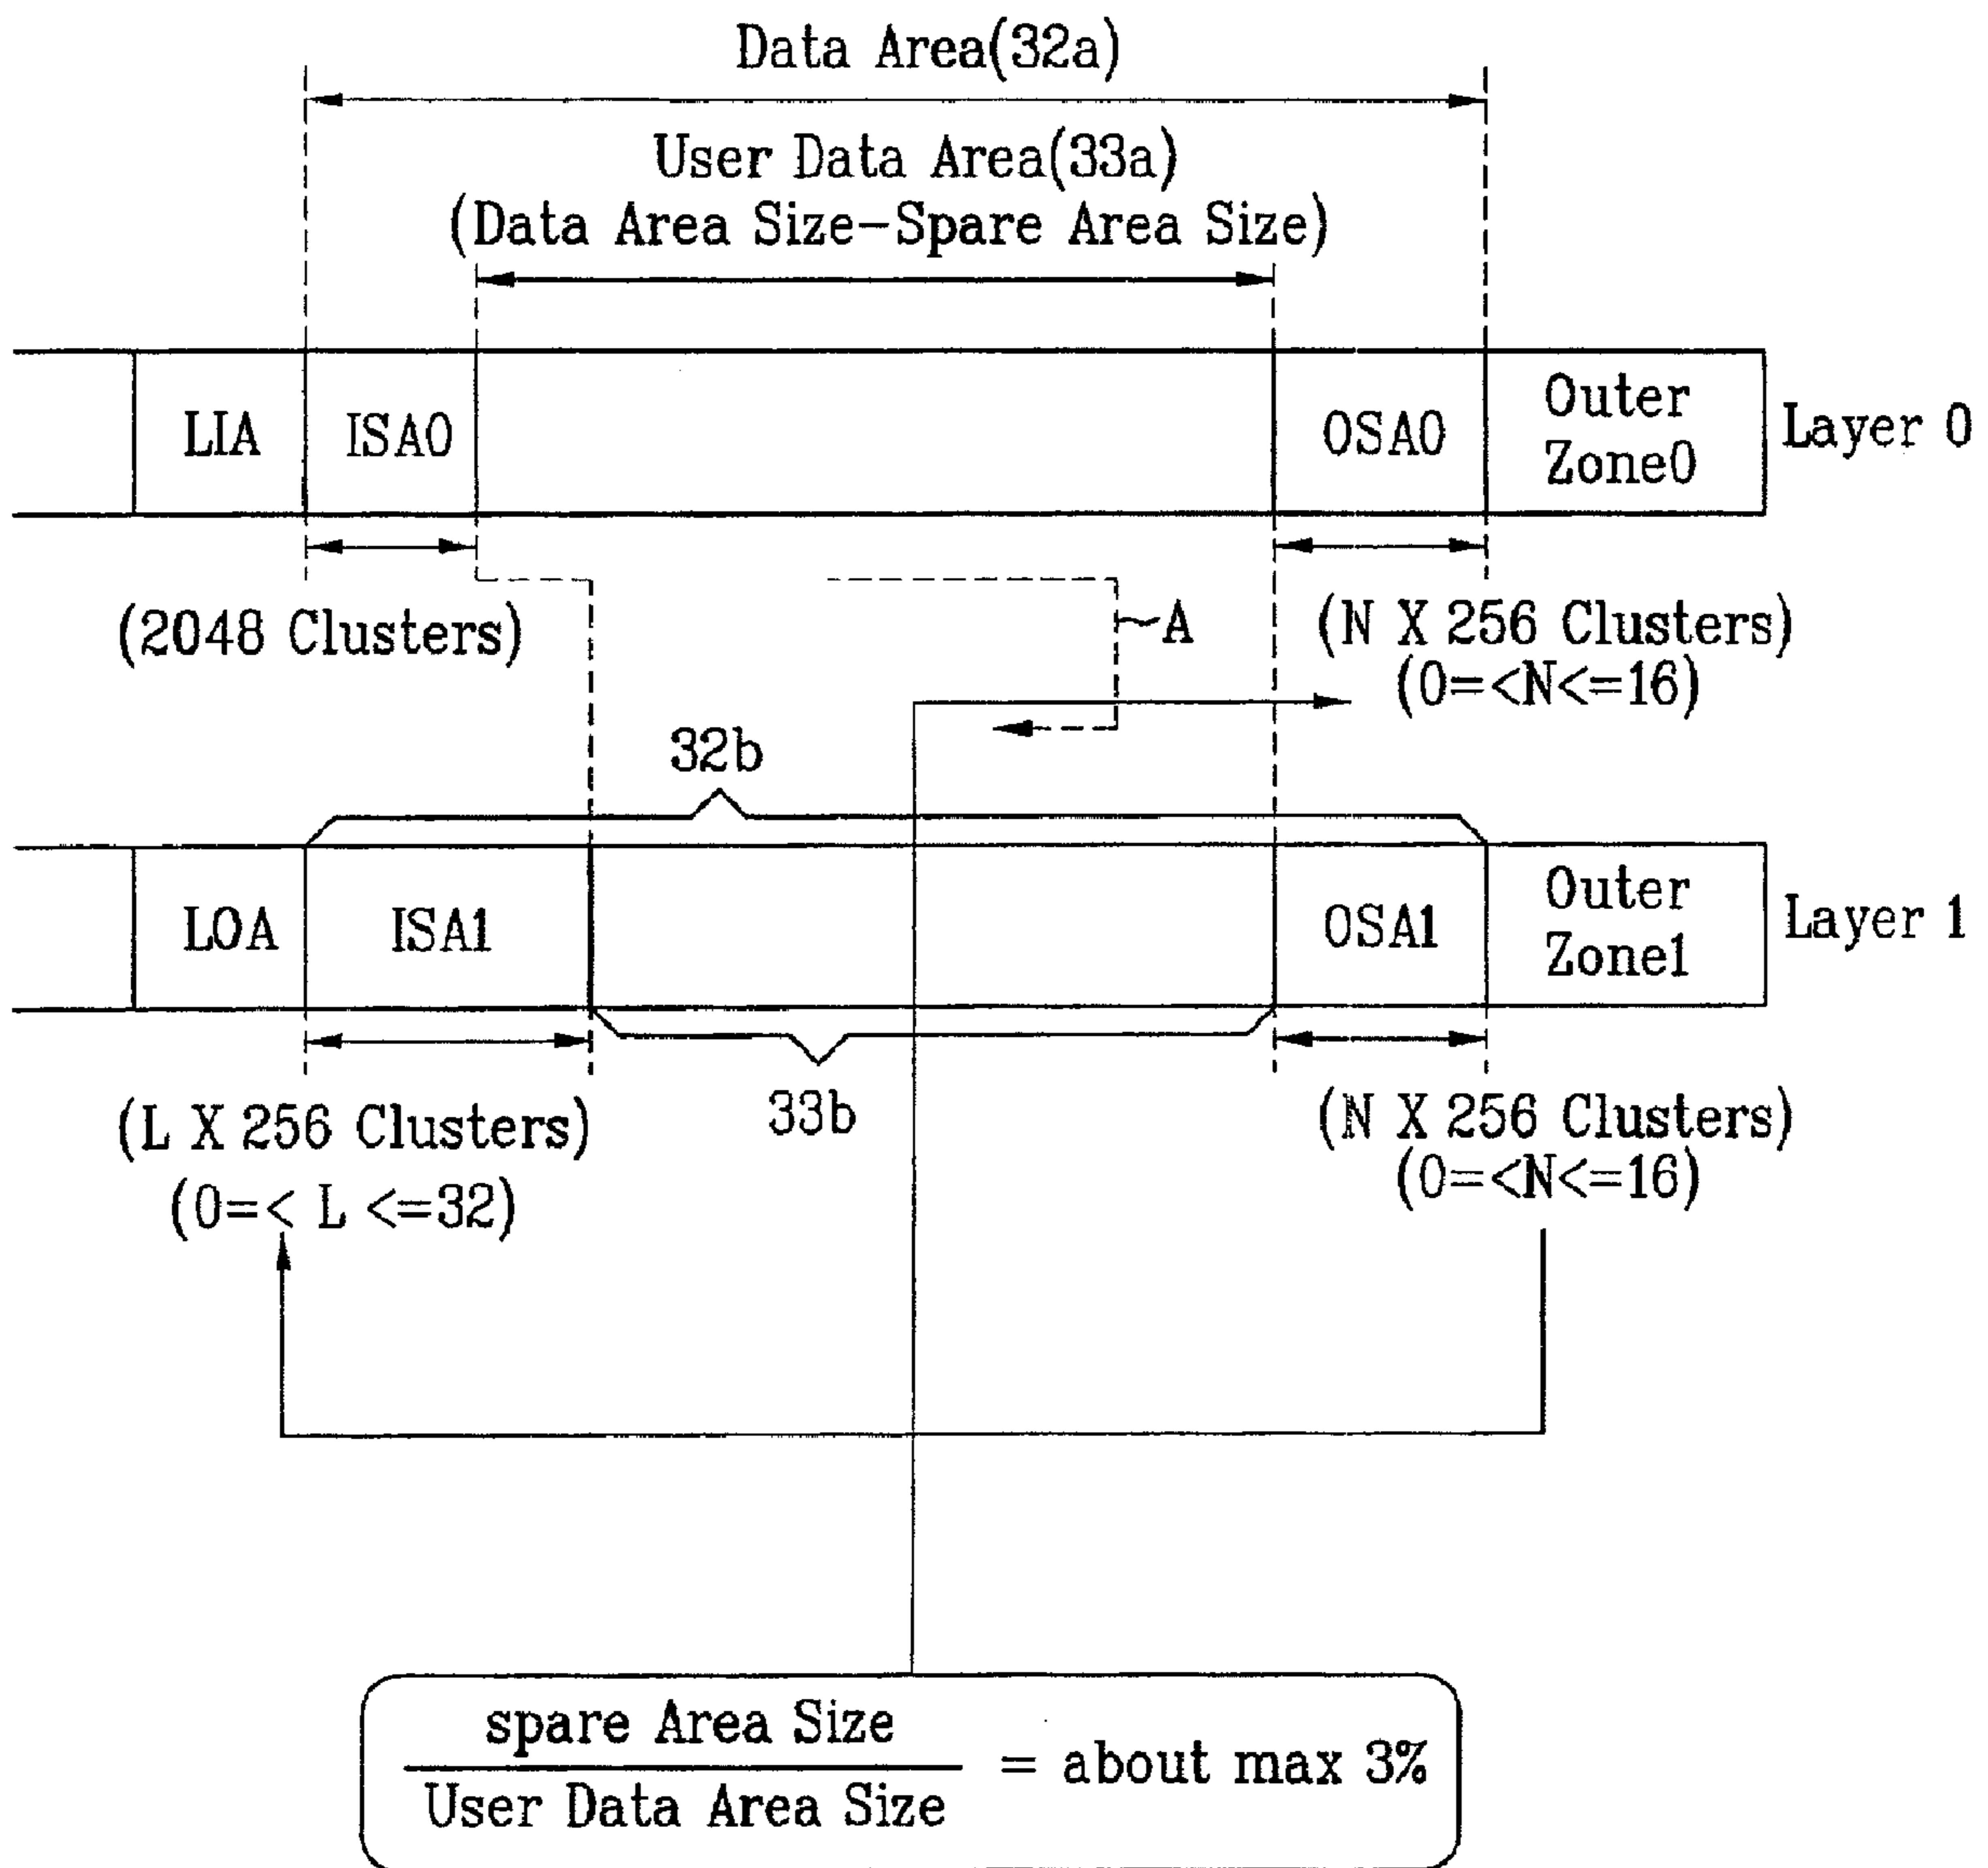 Data Area(32a)
User Data Area(33a)
(Data Area Size-Spare Area Size)
LIA
ISA0
OSA0
Outer
Zone0
Layer 0
(2048 Clusters)
A
(N X 256 Clusters)
(0=<N<=16)
32b
LOA
ISA1
OSA1
Outer
Zone1
Layer 1
(L X 256 Clusters)
(0=< L <=32)
33b
(N X 256 Clusters)
(0=<N<=16)
spare Area Size
User Data Area Size
= about max 3%